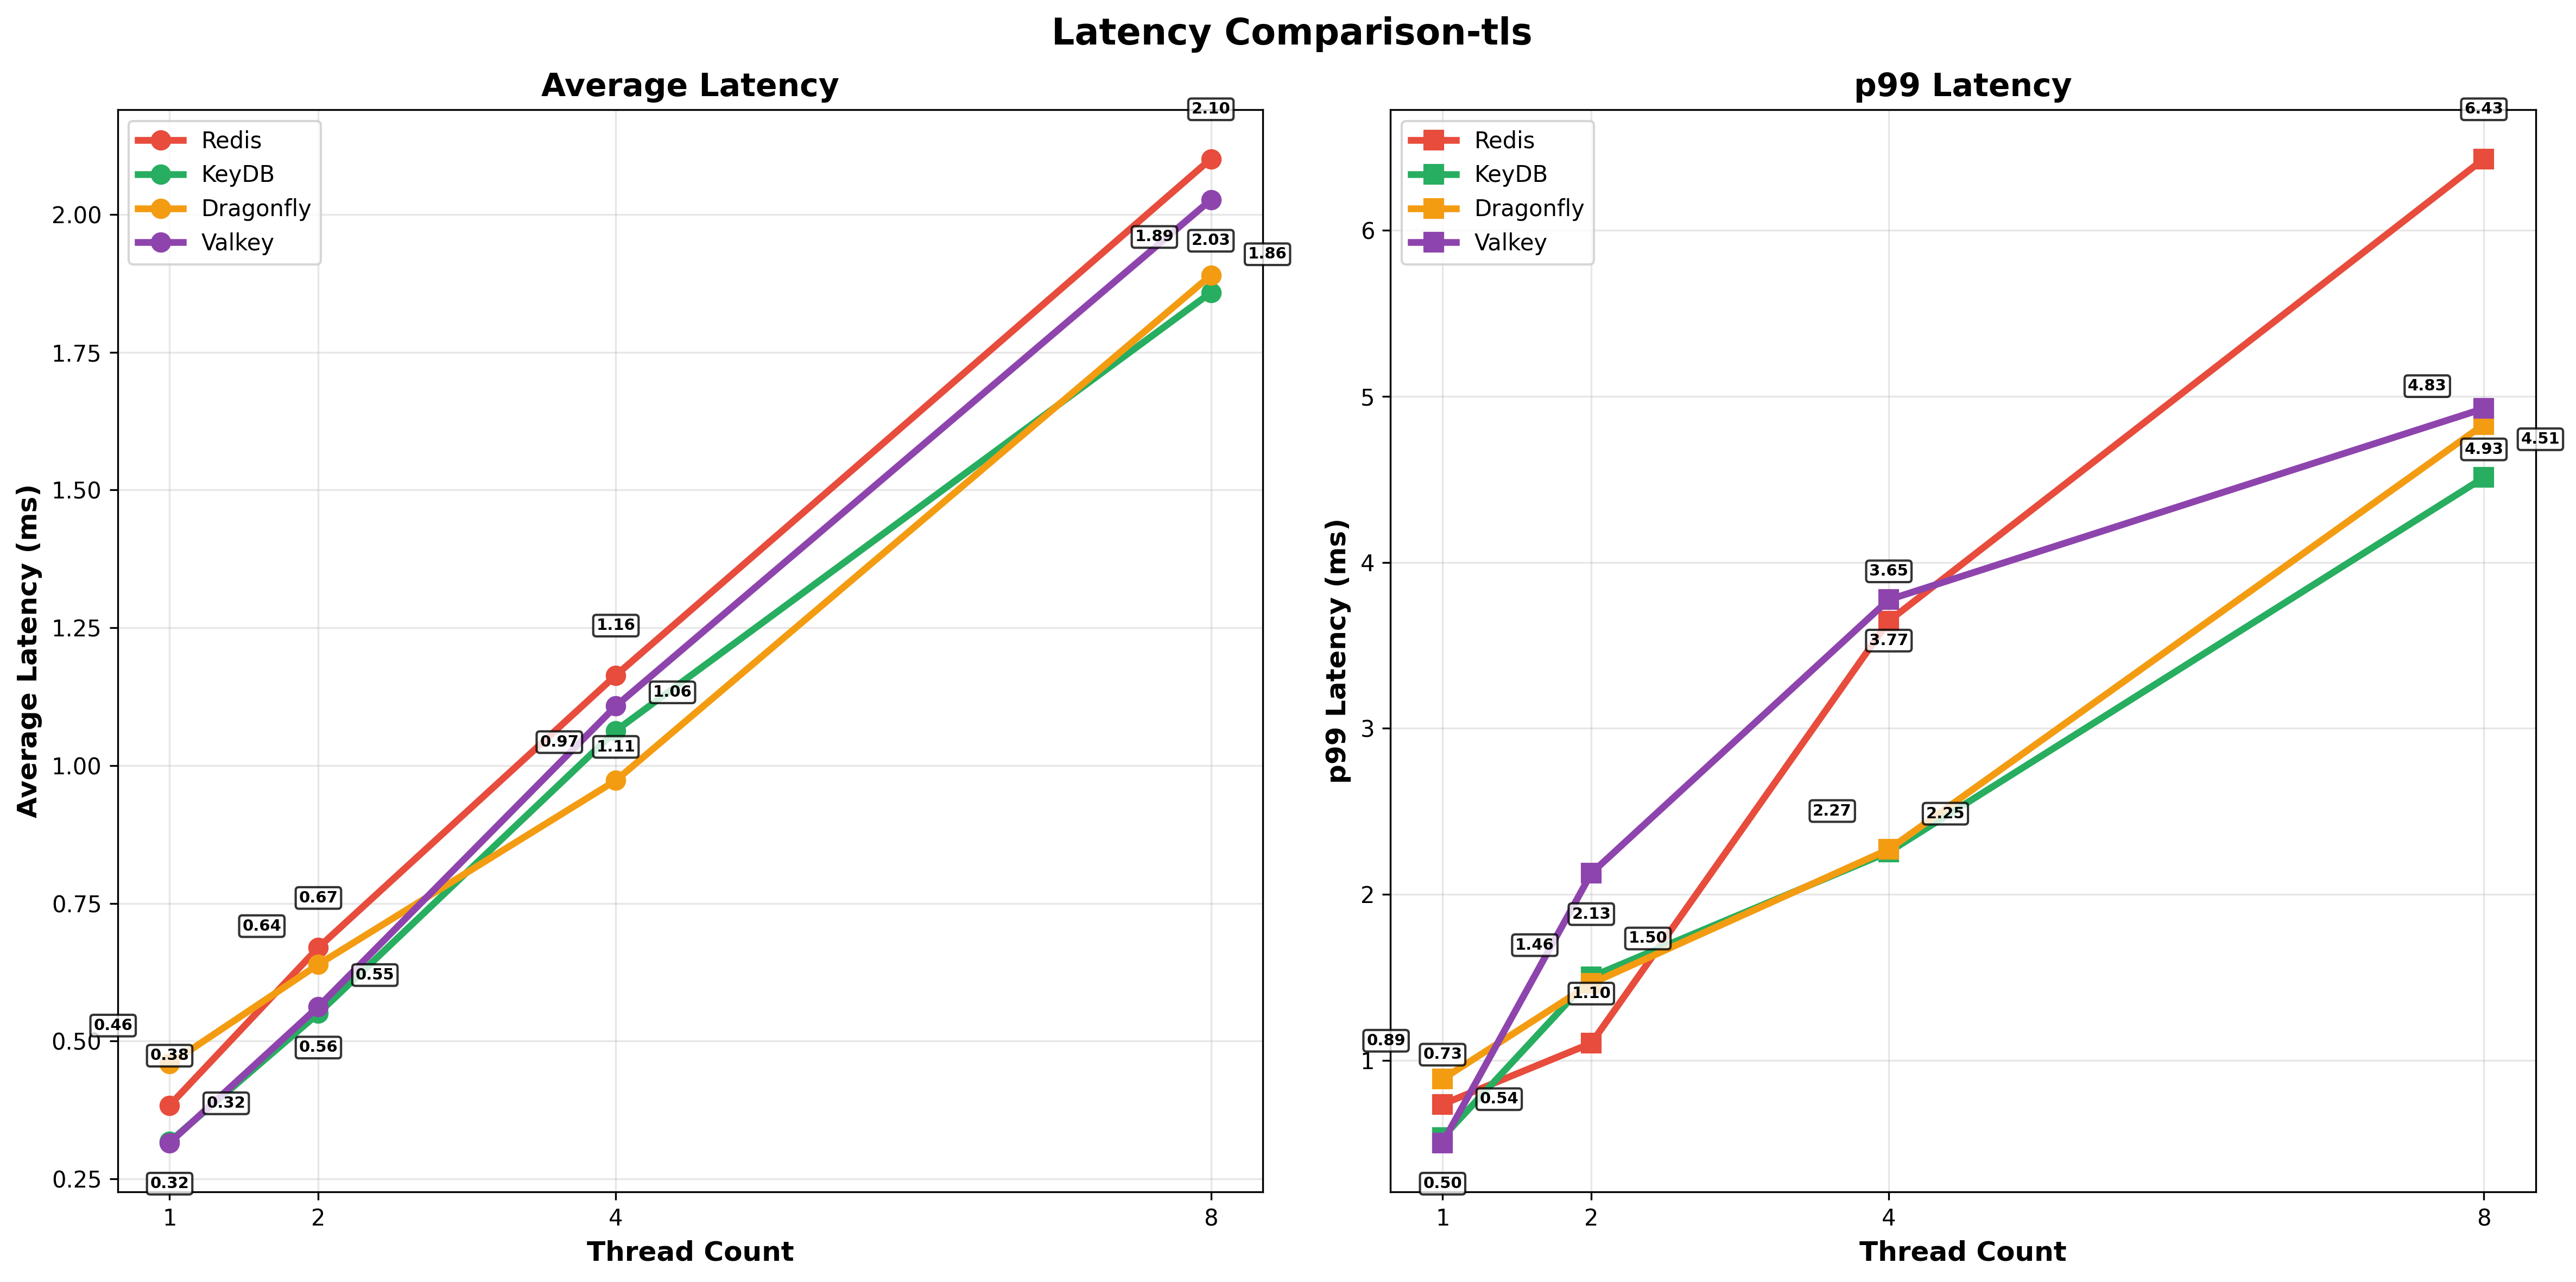 Latency Comparison-tls
Average Latency
Redis
KeyDB
Dragonfly
Valkey
2.10
1.89
2.03
1.86
1.16
1.06
0.97
1.11
0.67
0.64
0.55
0.56
0.46
0.38
0.32
0.32
2.00
1.75
1.50
1.25
1.00
0.75
0.50
0.25
1 2 4 8
Average Latency (ms)
Thread Count
p99 Latency
Redis
KeyDB
Dragonfly
Valkey
6.43
4.83
4.51
4.93
3.65
3.77
2.27
2.25
2.13
1.46
1.50
1.10
0.89
0.73
0.54
0.50
6
5
4
3
2
1
1 2 4 8
p99 Latency (ms)
Thread Count